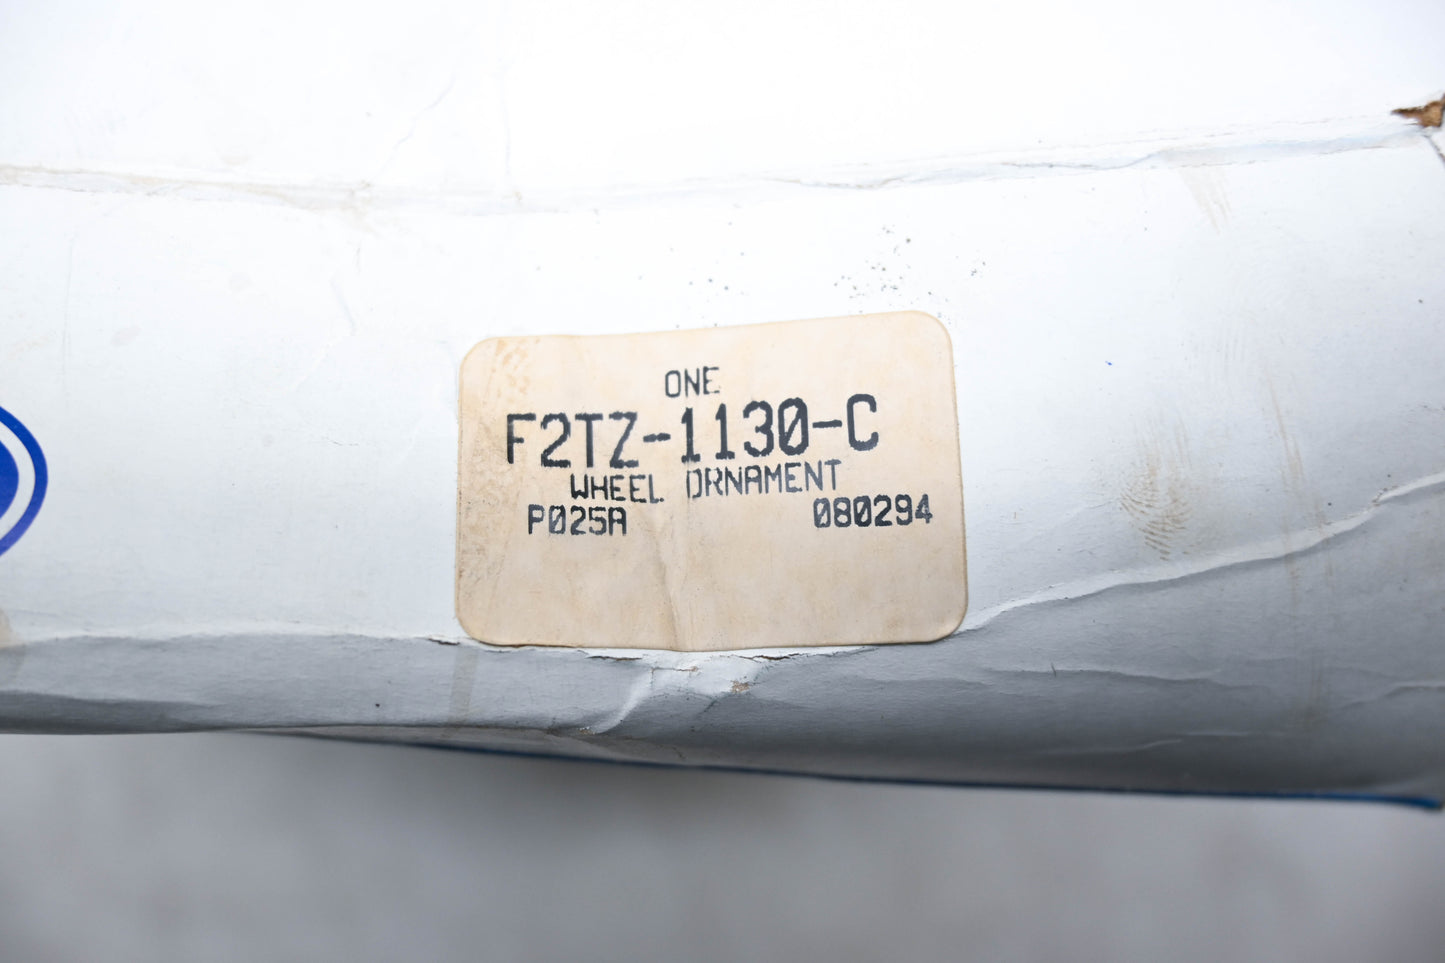 ONE
F2TZ-1130-C
WHEEL ORNAMENT
P025A 080294